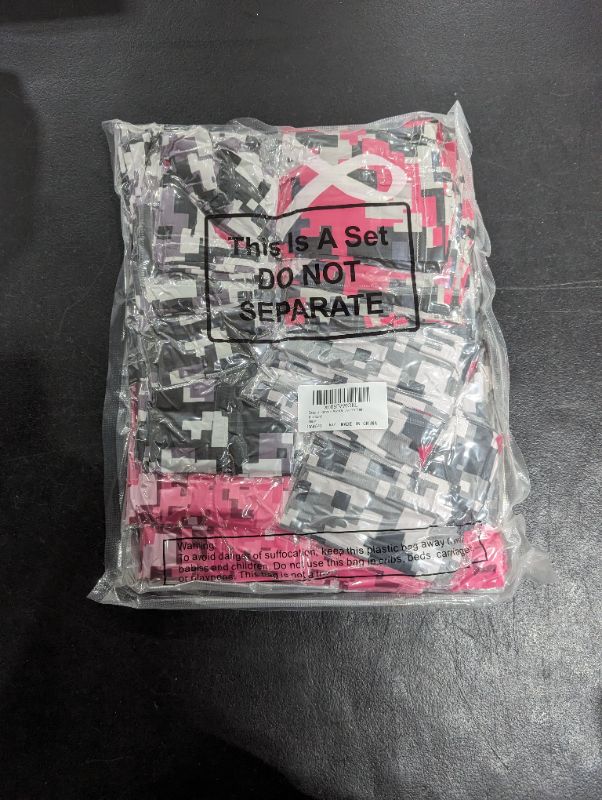 This Is A Set
DO NOT
SEPARATE
MADE IN CHINA
Warning:
To avoid danger of suffocation, keep this plastic bag away
babies and children. Do not use this bag in cribs, beds, carriages
or playpens. This bag is not a